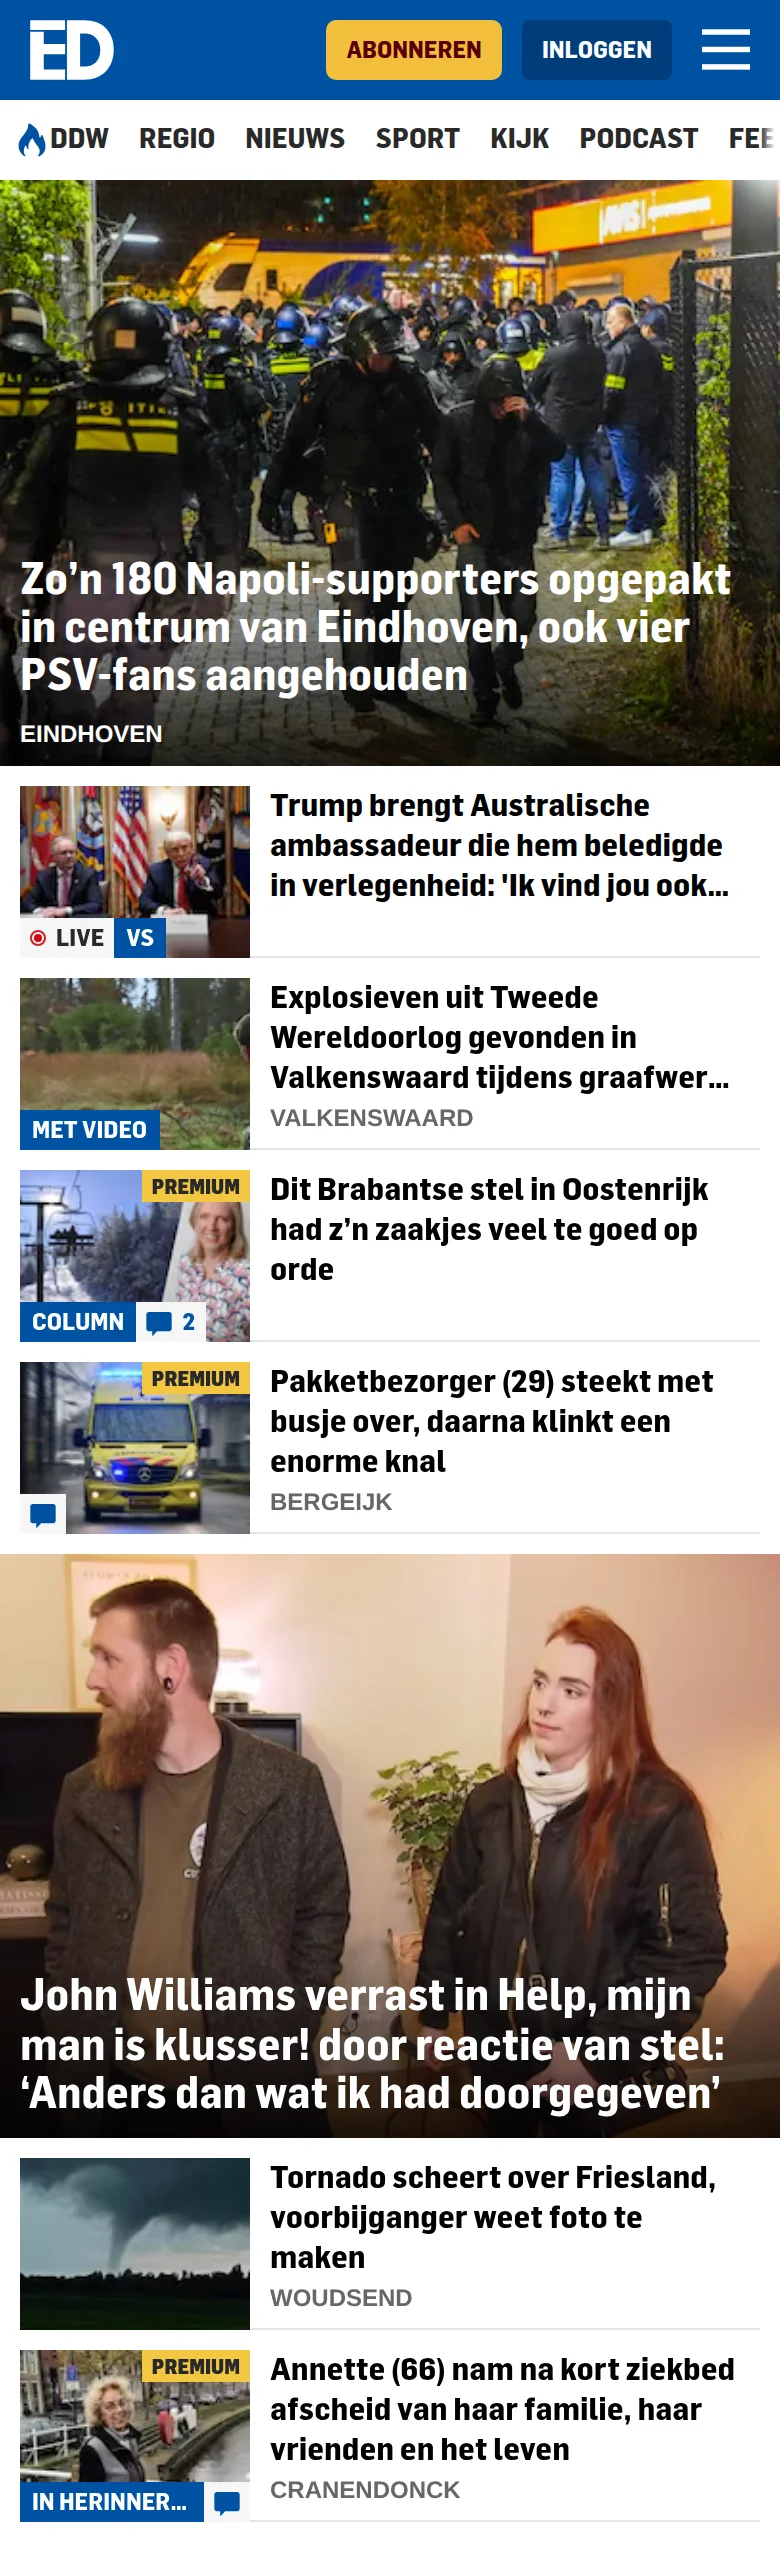 ED
ABONNEREN
INLOGGEN
DDW REGIO NIEUWS SPORT KIJK PODCAST FEE
Zo’n 180 Napoli-supporters opgepakt
in centrum van Eindhoven, ook vier
PSV-fans aangehouden
EINDHOVEN
LIVE VS
Trump brengt Australische
ambassadeur die hem beledigde
in verlegenheid: 'Ik vind jou ook...
MET VIDEO
Explosieven uit Tweede
Wereldoorlog gevonden in
Valkenswaard tijdens graafwer...
VALKENSWAARD
PREMIUM
COLUMN 2
Dit Brabantse stel in Oostenrijk
had z’n zaakjes veel te goed op
orde
PREMIUM
Pakketbezorger (29) steekt met
busje over, daarna klinkt een
enorme knal
BERGEIJK
John Williams verrast in Help, mijn
man is klusser! door reactie van stel:
‘Anders dan wat ik had doorgegeven’
Tornado scheert over Friesland,
voorbijganger weet foto te
maken
WOUDSEND
PREMIUM
IN HERINNER...
Annette (66) nam na kort ziekbed
afscheid van haar familie, haar
vrienden en het leven
CRANENDONCK